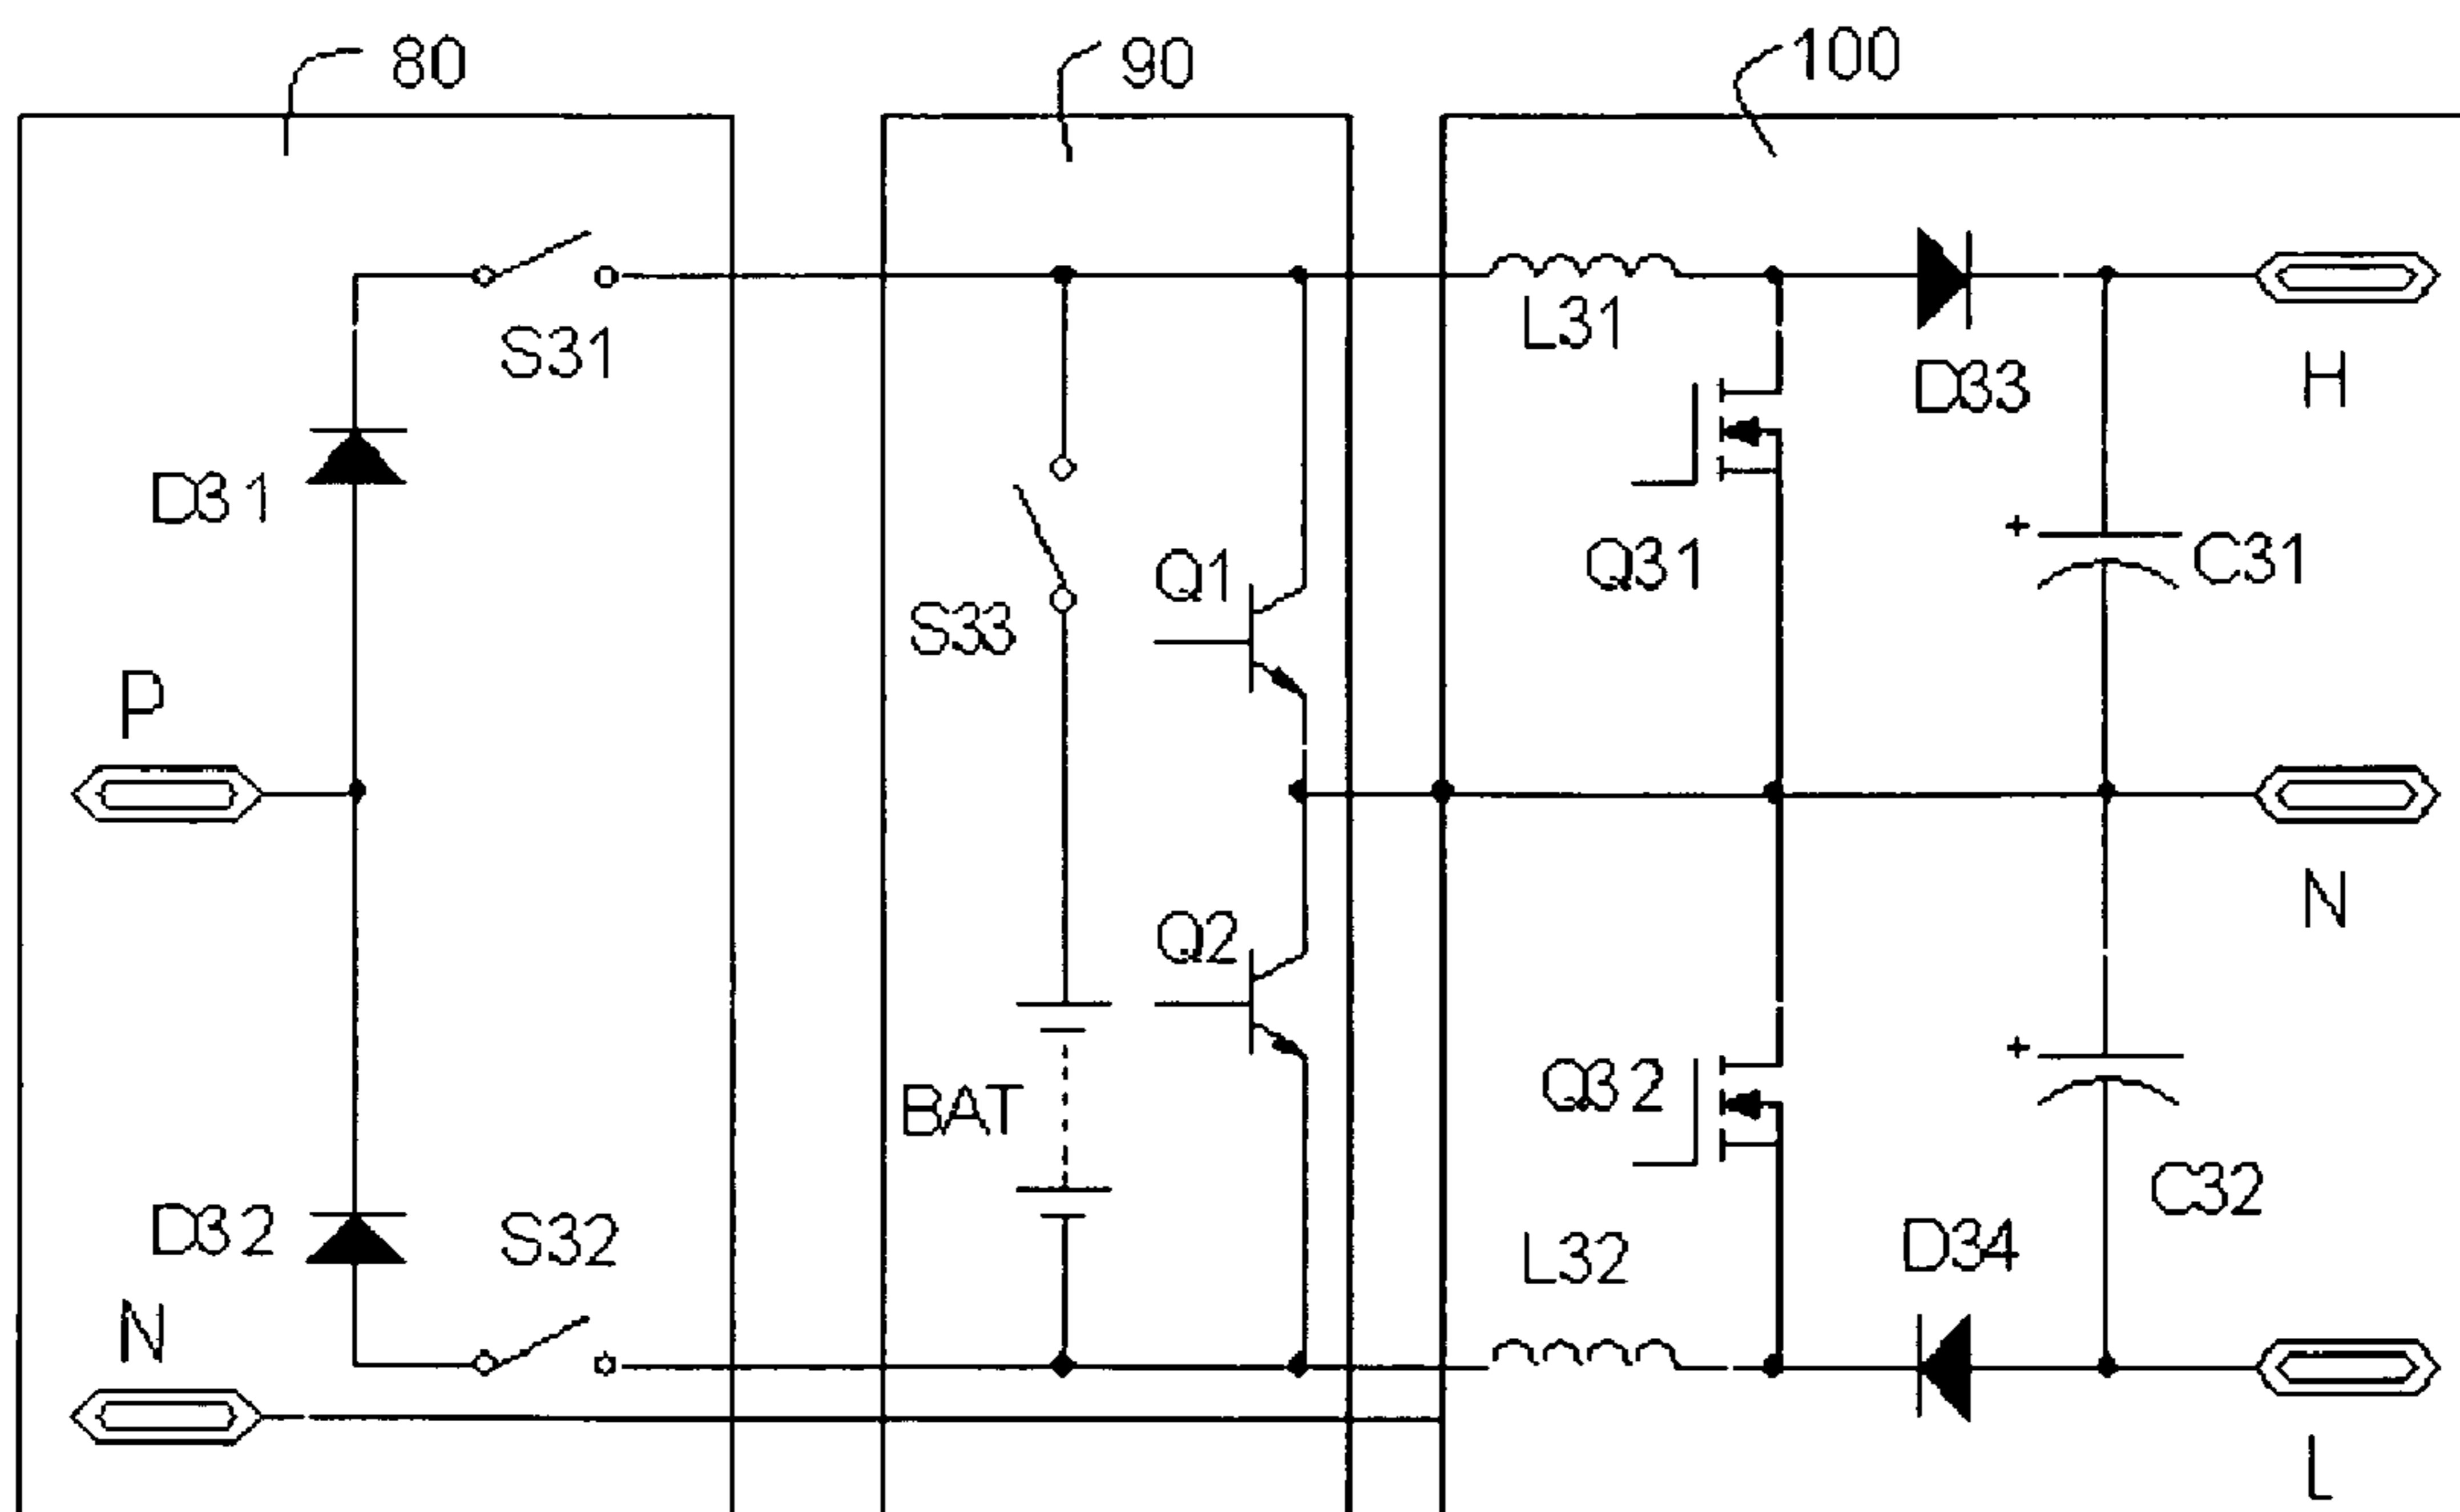 80
90
100
S31
L31
D33
H
D31
Q1
Q31
C31
S33
P
N
Q2
Q32
BAT
C32
D32
S32
L32
D34
N
L
+
+